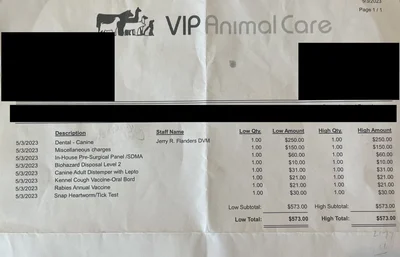 5/3/2023
Page 1 / 1
VIP Animal Care
Description Staff Name Low Qty. Low Amount High Qty. High Amount
5/3/2023 Dental - Canine Jerry R. Flanders DVM 1.00 $250.00 1.00 $250.00
5/3/2023 Miscellaneous charges 1.00 $150.00 1.00 $150.00
5/3/2023 In-House Pre-Surgical Panel /SDMA 1.00 $60.00 1.00 $60.00
5/3/2023 Biohazard Disposal Level 2 1.00 $10.00 1.00 $10.00
5/3/2023 Canine Adult Distemper with Lepto 1.00 $31.00 1.00 $31.00
5/3/2023 Kennel Cough Vaccine-Oral Bord 1.00 $21.00 1.00 $21.00
5/3/2023 Rabies Annual Vaccine 1.00 $21.00 1.00 $21.00
5/3/2023 Snap Heartworm/Tick Test 1.00 $30.00 1.00 $30.00
Low Subtotal: $573.00 High Subtotal: $573.00
Low Total: $573.00 High Total: $573.00